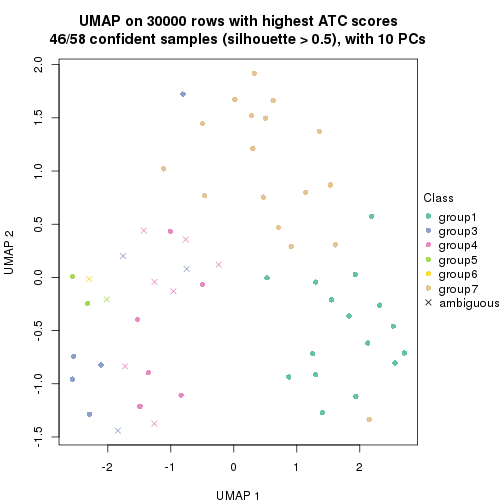 UMAP on 30000 rows with highest ATC scores
46/58 confident samples (silhouette > 0.5), with 10 PCs
2.0
1.5
1.0
0.5
0.0
-0.5
-1.0
-1.5
UMAP 2
-2
-1
0
1
2
UMAP 1
Class
group1
group3
group4
group5
group6
group7
ambiguous